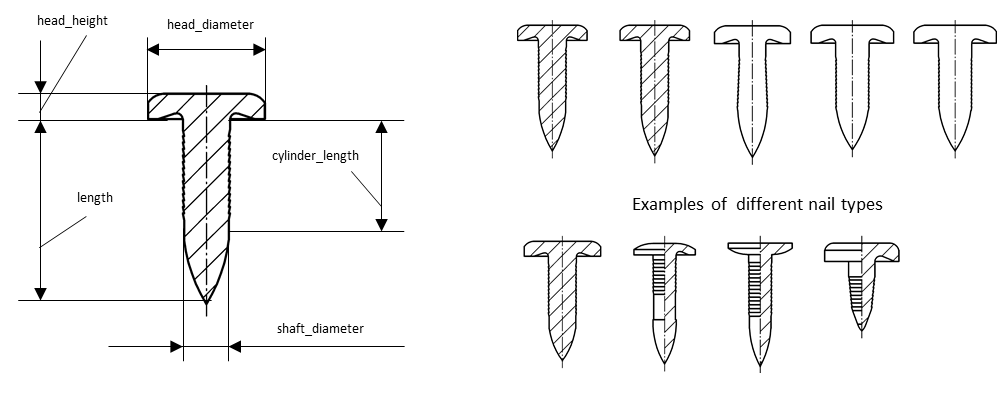 head_height
head_diameter
cylinder_length
length
shaft_diameter
Examples of different nail types